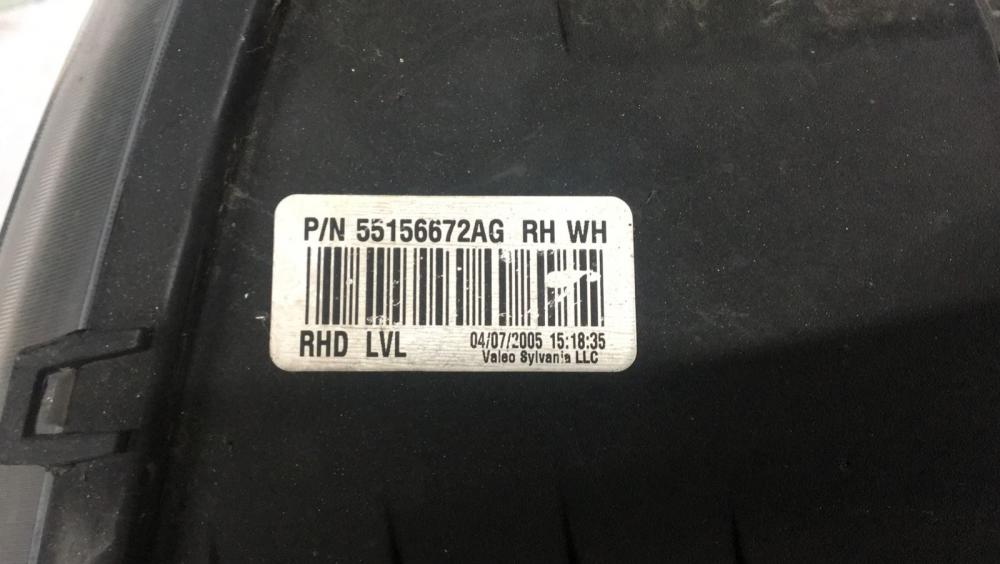 P/N 55156672AG RH WH
RHD LVL
04/07/2005 15:18:35
Valeo Sylvania LLC